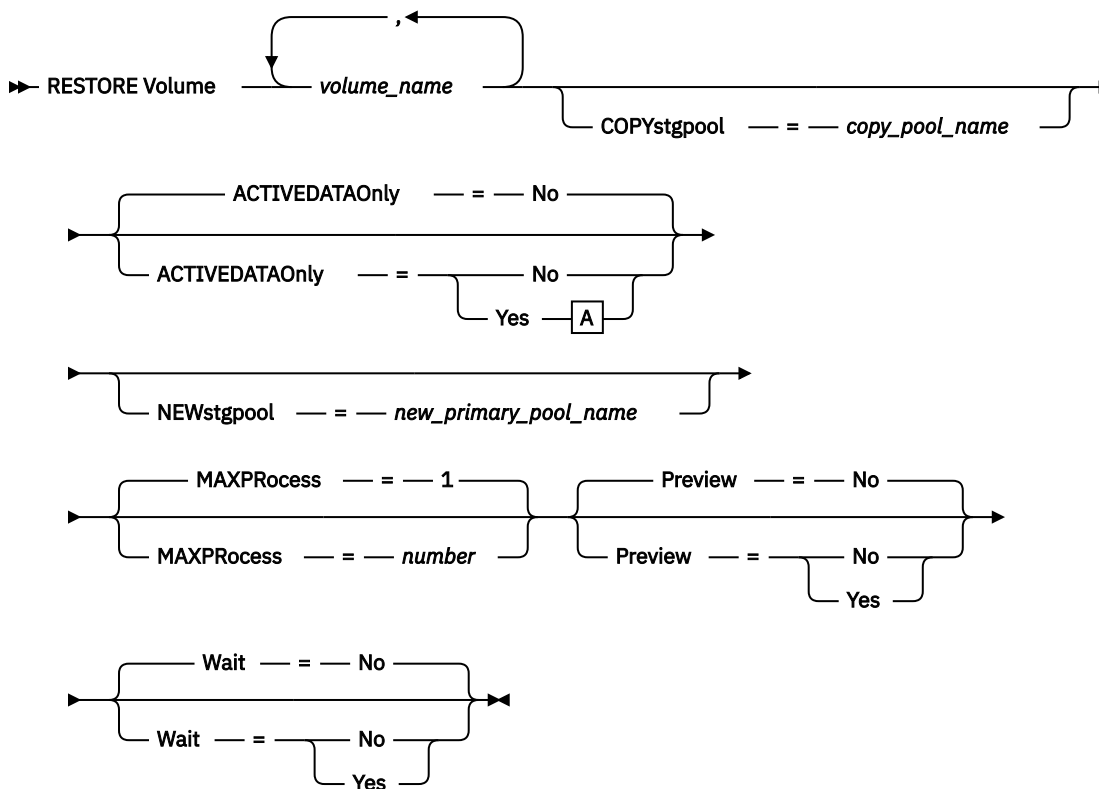 ,
RESTORE Volume volume_name
COPYstgpool = copy_pool_name
ACTIVEDATAOnly = No
ACTIVEDATAOnly = No
Yes A
NEWstgpool = new_primary_pool_name
MAXPRocess = 1 Preview = No
MAXPRocess = number Preview = No
Yes
Wait = No
Wait = No
Yes